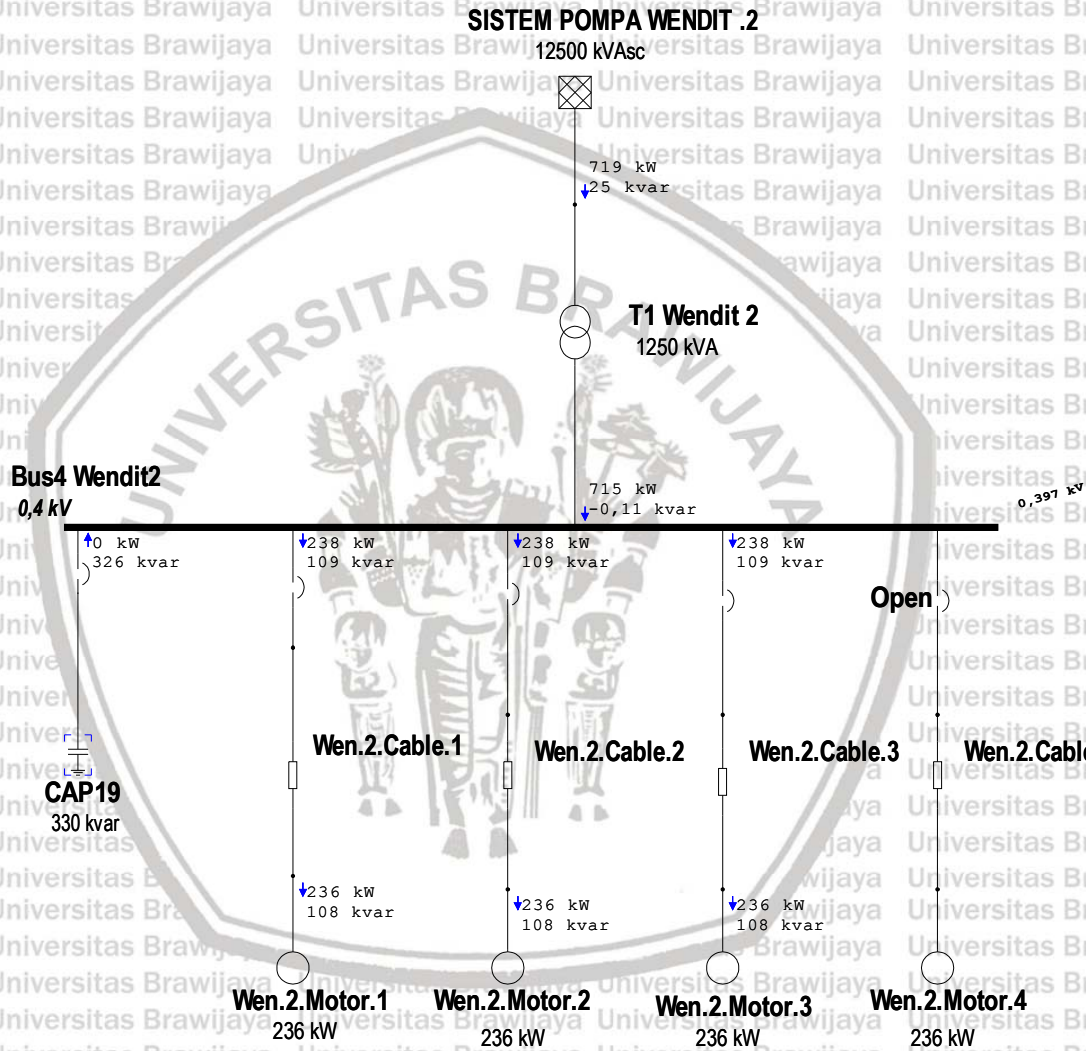 SISTEM POMPA WENDIT .2
12500 kVAsc
719 kW
25 kvar
T1 Wendit 2
1250 kVA
UNIVERSITAS BRAWIJAYA
Bus4 Wendit2
0,4 kV
715 kW
-0,11 kvar
0,397 kV
0 kW
326 kvar
238 kW
109 kvar
238 kW
109 kvar
238 kW
109 kvar
Open
Wen.2.Cable.1
Wen.2.Cable.2
Wen.2.Cable.3
Wen.2.Cable
CAP19
330 kvar
236 kW
108 kvar
236 kW
108 kvar
236 kW
108 kvar
Wen.2.Motor.1
236 kW
Wen.2.Motor.2
236 kW
Wen.2.Motor.3
236 kW
Wen.2.Motor.4
236 kW
Universitas Brawijaya